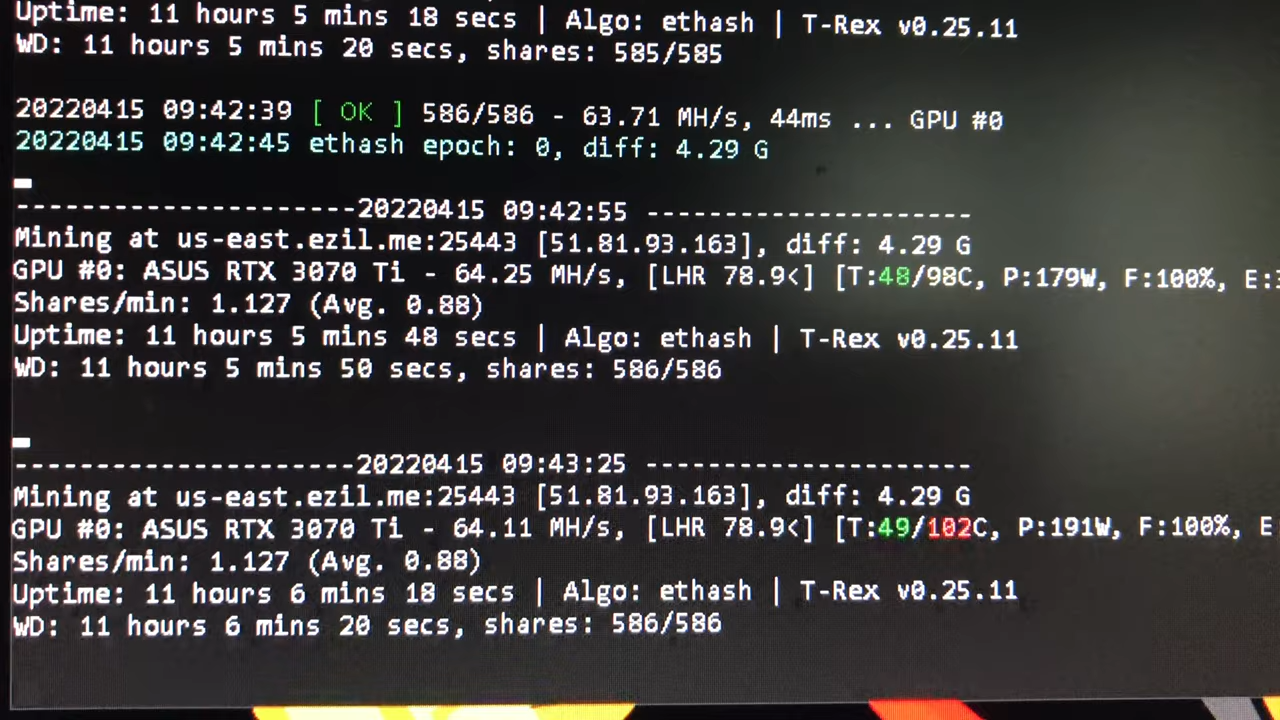 Uptime: 11 hours 5 mins 18 secs | Algo: ethash | T-Rex v0.25.11
WD: 11 hours 5 mins 20 secs, shares: 585/585
20220415 09:42:39 [ OK ] 586/586 - 63.71 MH/s, 44ms ... GPU #0
20220415 09:42:45 ethash epoch: 0, diff: 4.29 G
---------------------20220415 09:42:55 --------------------
Mining at us-east.ezil.me:25443 [51.81.93.163], diff: 4.29 G
GPU #0: ASUS RTX 3070 Ti - 64.25 MH/s, [LHR 78.9<] [T:48/98C, P:179W, F:100%, E:
Shares/min: 1.127 (Avg. 0.88)
Uptime: 11 hours 5 mins 48 secs | Algo: ethash | T-Rex v0.25.11
WD: 11 hours 5 mins 50 secs, shares: 586/586
---------------------20220415 09:43:25 --------------------
Mining at us-east.ezil.me:25443 [51.81.93.163], diff: 4.29 G
GPU #0: ASUS RTX 3070 Ti - 64.11 MH/s, [LHR 78.9<] [T:49/102C, P:191W, F:100%, E
Shares/min: 1.127 (Avg. 0.88)
Uptime: 11 hours 6 mins 18 secs | Algo: ethash | T-Rex v0.25.11
WD: 11 hours 6 mins 20 secs, shares: 586/586